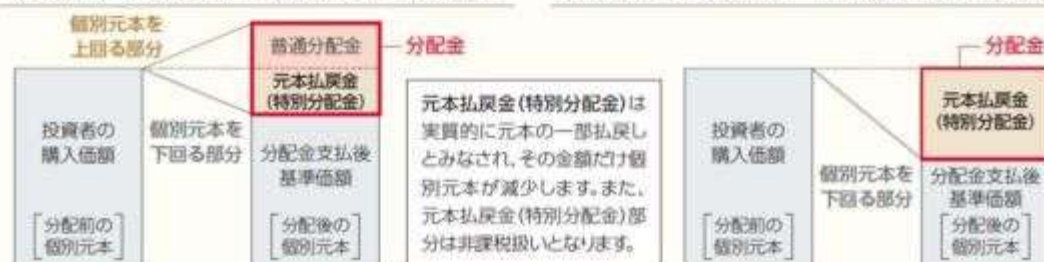 個別元本を
上回る部分
普通分配金
分配金
元本払戻金
(特別分配金)
投資者の
購入価額
個別元本を
下回る部分
分配金支払後
基準価額
[分配前の
個別元本]
[分配後の
個別元本]
元本払戻金(特別分配金)は
実質的に元本の一部払戻し
とみなされ、その金額だけ個
別元本が減少します。また、
元本払戻金(特別分配金)部
分は非課税扱いとなります。
分配金
元本払戻金
(特別分配金)
投資者の
購入価額
個別元本を
下回る部分
分配金支払後
基準価額
[分配前の
個別元本]
[分配後の
個別元本]